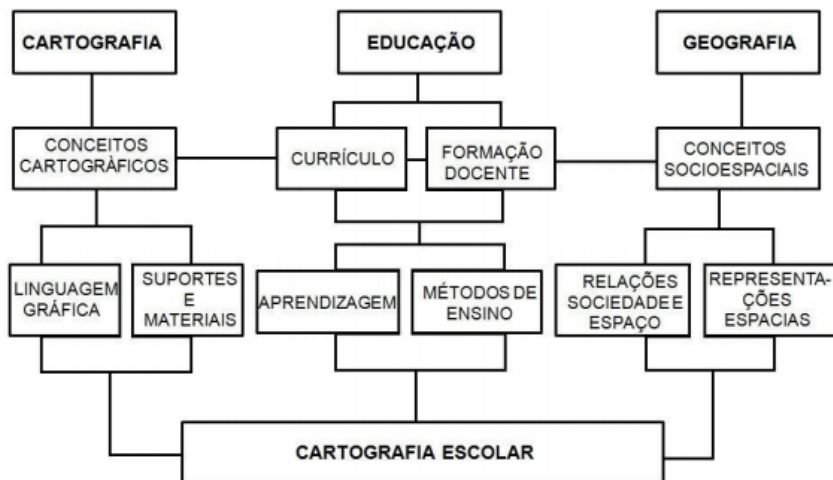 CARTOGRAFIA
EDUCAÇÃO
GEOGRAFIA
CONCEITOS
CARTOGRÀFICOS
CURRÍCULO
FORMAÇÃO
DOCENTE
CONCEITOS
SOCIOESPACIAIS
LINGUAGEM
GRÁFICA
SUPORTES
E
MATERIAIS
APRENDIZAGEM
MÉTODOS DE
ENSINO
RELAÇÕES
SOCIEDADE E
ESPAÇO
REPRESENTA-
ÇÕES
ESPACIAS
CARTOGRAFIA ESCOLAR